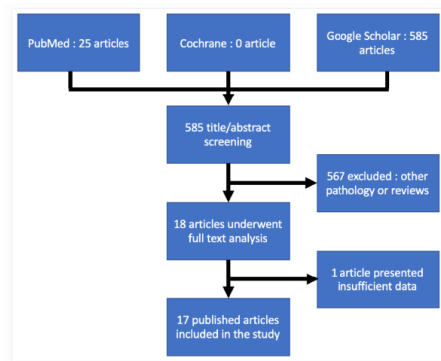 PubMed : 25 articles
Cochrane : 0 article
Google Scholar : 585
articles
585 title/abstract
screening
567 excluded : other
pathology or reviews
18 articles underwent
full text analysis
1 article presented
insufficient data
17 published articles
included in the study